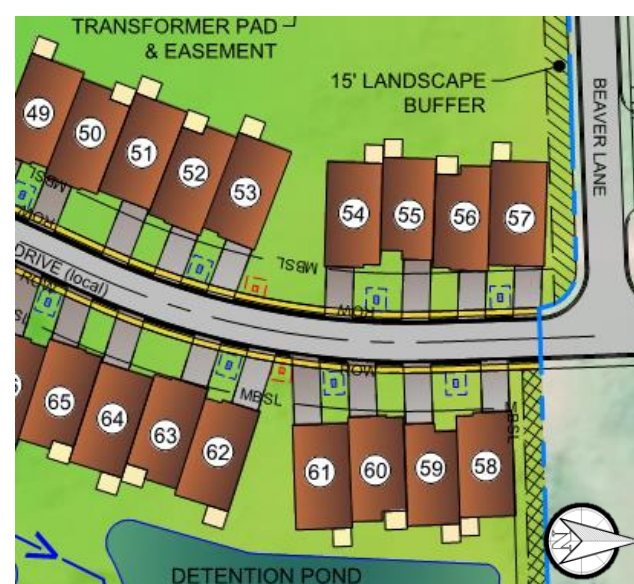 TRANSFORMER PAD
& EASEMENT
15' LANDSCAPE
BUFFER
BEAVER LANE
49
50
51
52
53
54
55
56
57
MBSL
ROW
MBSL
DRIVE (local)
ROW
ROW
ROW
MBSL
MBSL
65
64
63
62
61
60
59
58
N
DETENTION POND